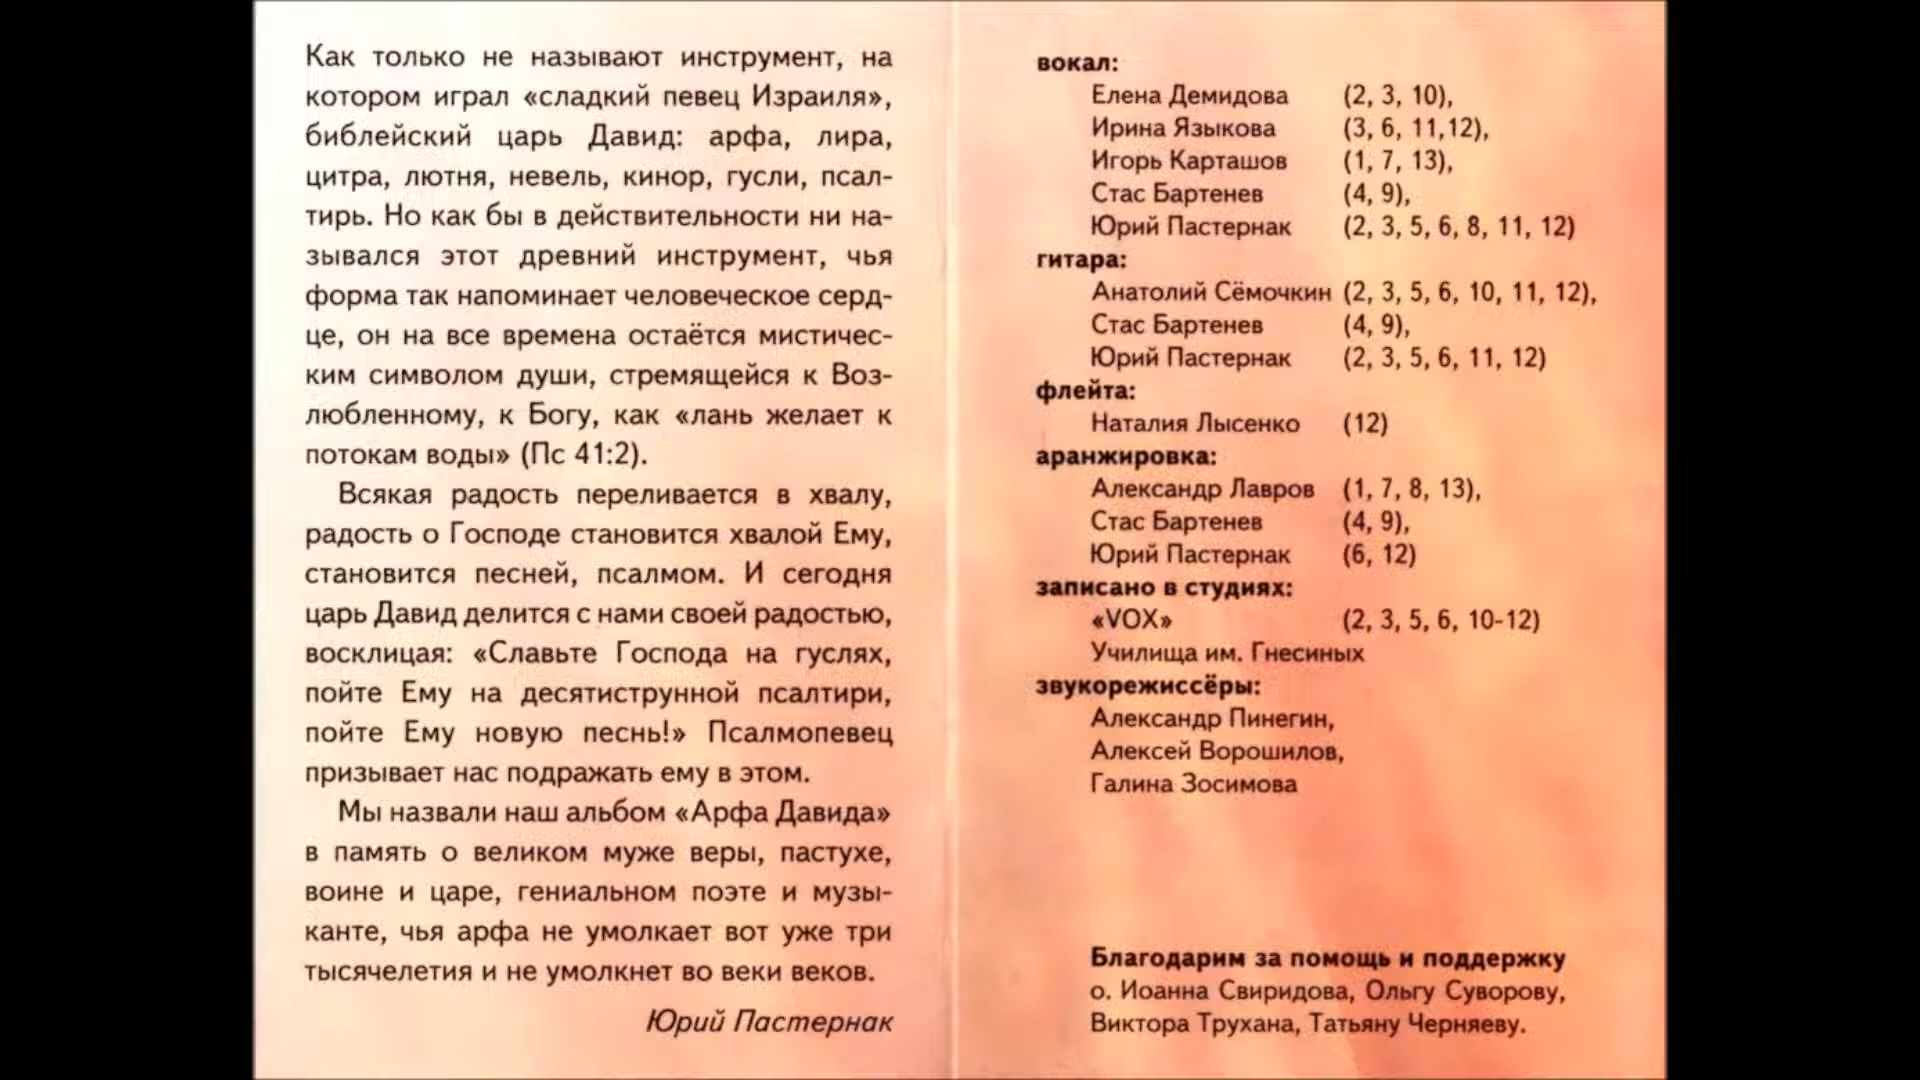 Как только не называют инструмент, на
котором играл «сладкий певец Израиля»,
библейский царь Давид: арфа, лира,
цитра, лютня, невель, кинор, гусли, псал-
тирь. Но как бы в действительности ни на-
зывался этот древний инструмент, чья
форма так напоминает человеческое серд-
це, он на все времена остаётся мистичес-
ким символом души, стремящейся к Воз-
любленному, к Богу, как «лань желает к
потокам воды» (Пс 41:2).
Всякая радость переливается в хвалу,
радость о Господе становится хвалой Ему,
становится песней, псалмом. И сегодня
царь Давид делится с нами своей радостью,
восклицая: «Славьте Господа на гуслях,
пойте Ему на десятиструнной псалтири,
пойте Ему новую песнь!» Псалмопевец
призывает нас подражать ему в этом.
Мы назвали наш альбом «Арфа Давида»
в память о великом муже веры, пастухе,
воине и царе, гениальном поэте и музы-
канте, чья арфа не умолкает вот уже три
тысячелетия и не умолкнет во веки веков.
Юрий Пастернак
вокал:
Елена Демидова (2, 3, 10),
Ирина Языкова (3, 6, 11,12),
Игорь Карташов (1, 7, 13),
Стас Бартенев (4, 9),
Юрий Пастернак (2, 3, 5, 6, 8, 11, 12)
гитара:
Анатолий Сёмочкин (2, 3, 5, 6, 10, 11, 12),
Стас Бартенев (4, 9),
Юрий Пастернак (2, 3, 5, 6, 11, 12)
флейта:
Наталия Лысенко (12)
аранжировка:
Александр Лавров (1, 7, 8, 13),
Стас Бартенев (4, 9),
Юрий Пастернак (6, 12)
записано в студиях:
«VOX» (2, 3, 5, 6, 10-12)
Училища им. Гнесиных
звукорежиссёры:
Александр Пинегин,
Алексей Ворошилов,
Галина Зосимова
Благодарим за помощь и поддержку
о. Иоанна Свиридова, Ольгу Суворову,
Виктора Трухана, Татьяну Черняеву.